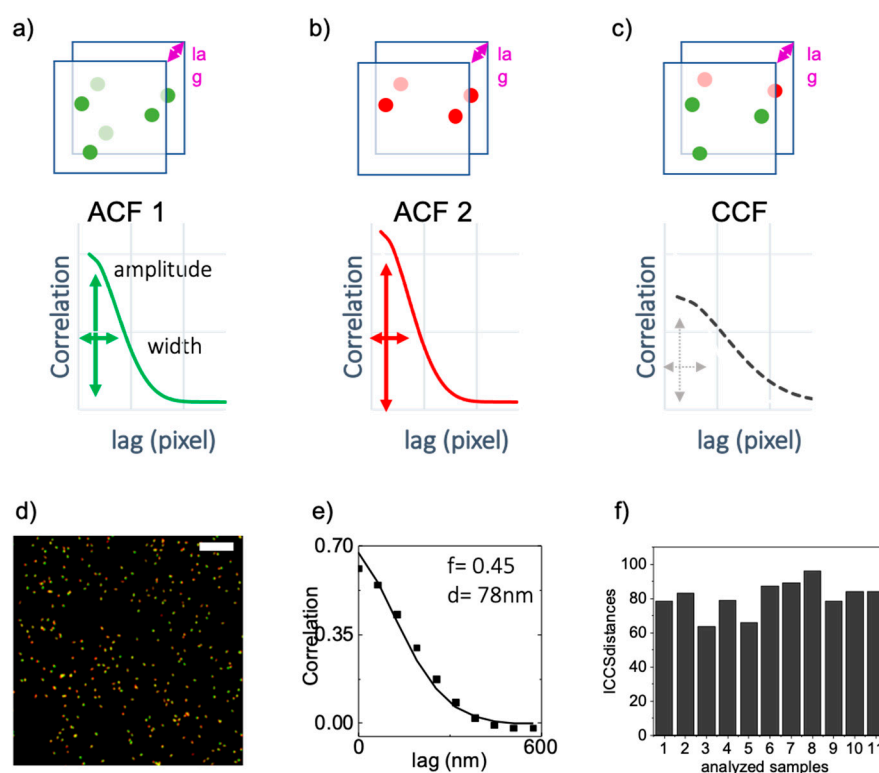 a)
la
g
b)
la
g
c)
la
g
ACF 1
Correlation
amplitude
width
lag (pixel)
ACF 2
Correlation
lag (pixel)
CCF
Correlation
lag (pixel)
d)
e)
Correlation
0.70
0.35
0.00
f= 0.45
d= 78nm
0
600
lag (nm)
f)
ICCSdistances
100
80
60
40
20
0
1 2 3 4 5 6 7 8 9 10 11
analyzed samples